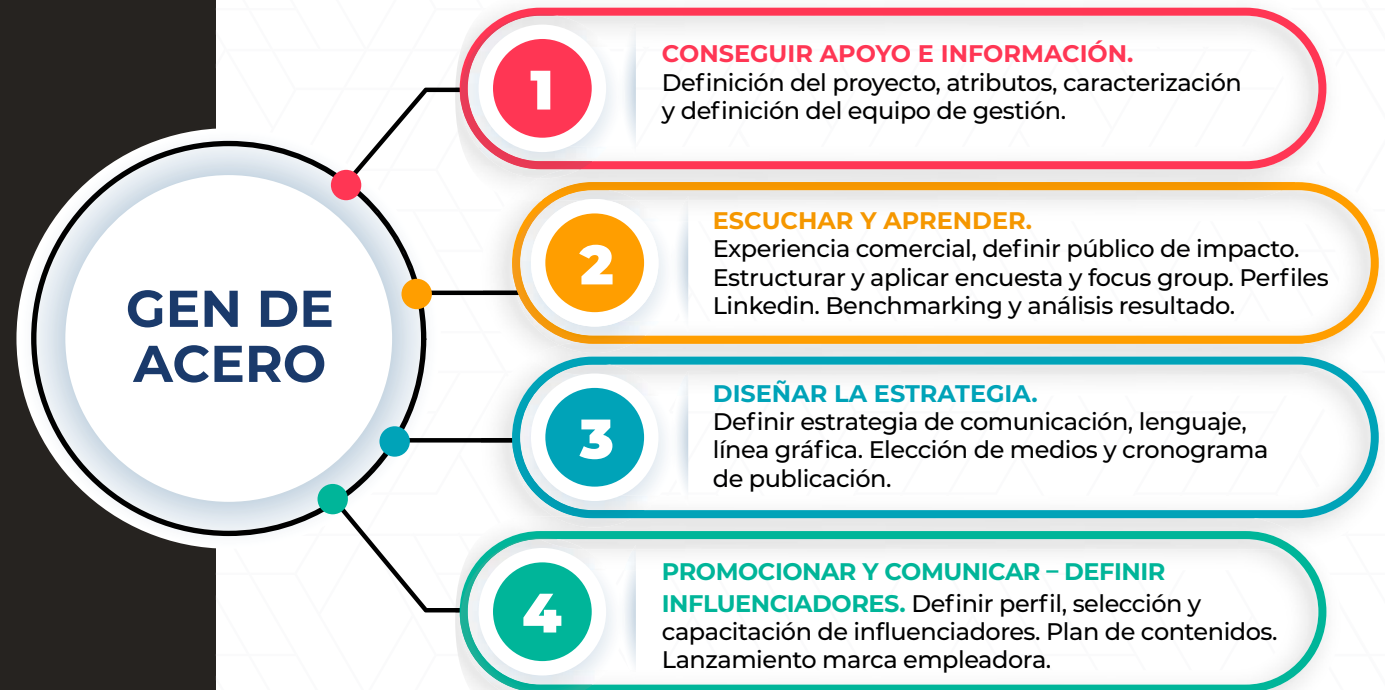 GEN DE
ACERO
1
CONSEGUIR APOYO E INFORMACIÓN.
Definición del proyecto, atributos, caracterización
y definición del equipo de gestión.
2
ESCUCHAR Y APRENDER.
Experiencia comercial, definir público de impacto.
Estructurar y aplicar encuesta y focus group. Perfiles
Linkedin. Benchmarking y análisis resultado.
3
DISEÑAR LA ESTRATEGIA.
Definir estrategia de comunicación, lenguaje,
línea gráfica. Elección de medios y cronograma
de publicación.
4
PROMOCIONAR Y COMUNICAR – DEFINIR
INFLUENCIADORES. Definir perfil, selección y
capacitación de influenciadores. Plan de contenidos.
Lanzamiento marca empleadora.